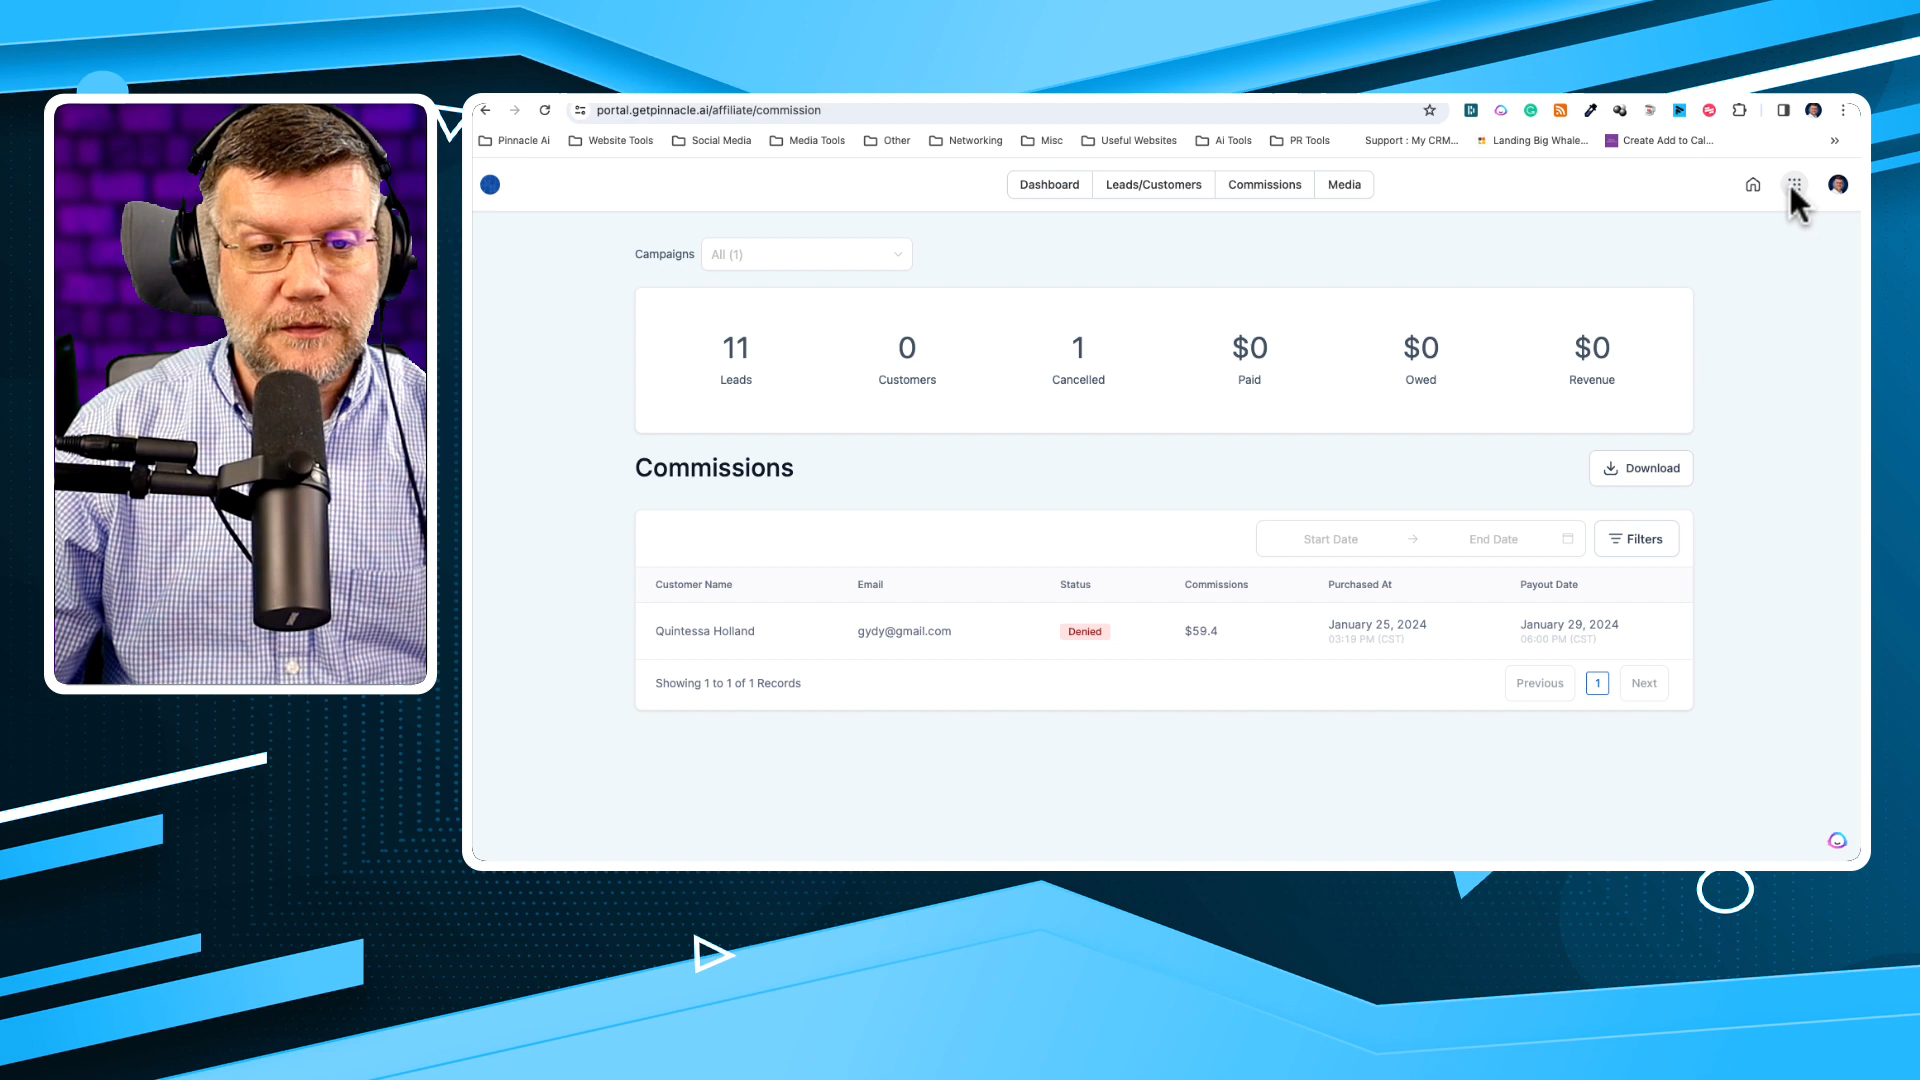 portal.getpinnacle.ai/affiliate/commission
Pinnacle Ai Website Tools Social Media Media Tools Other Networking Misc Useful Websites Ai Tools PR Tools Support : My CRM... Landing Big Whale... Create Add to Cal... »
Dashboard Leads/Customers Commissions Media
Campaigns All (1)
11 0 1 $0 $0 $0
Leads Customers Cancelled Paid Owed Revenue
Commissions Download
Start Date → End Date Filters
Customer Name Email Status Commissions Purchased At Payout Date
Quintessa Holland gydy@gmail.com Denied $59.4 January 25, 2024 January 29, 2024
03:19 PM (CST) 06:00 PM (CST)
Showing 1 to 1 of 1 Records Previous 1 Next